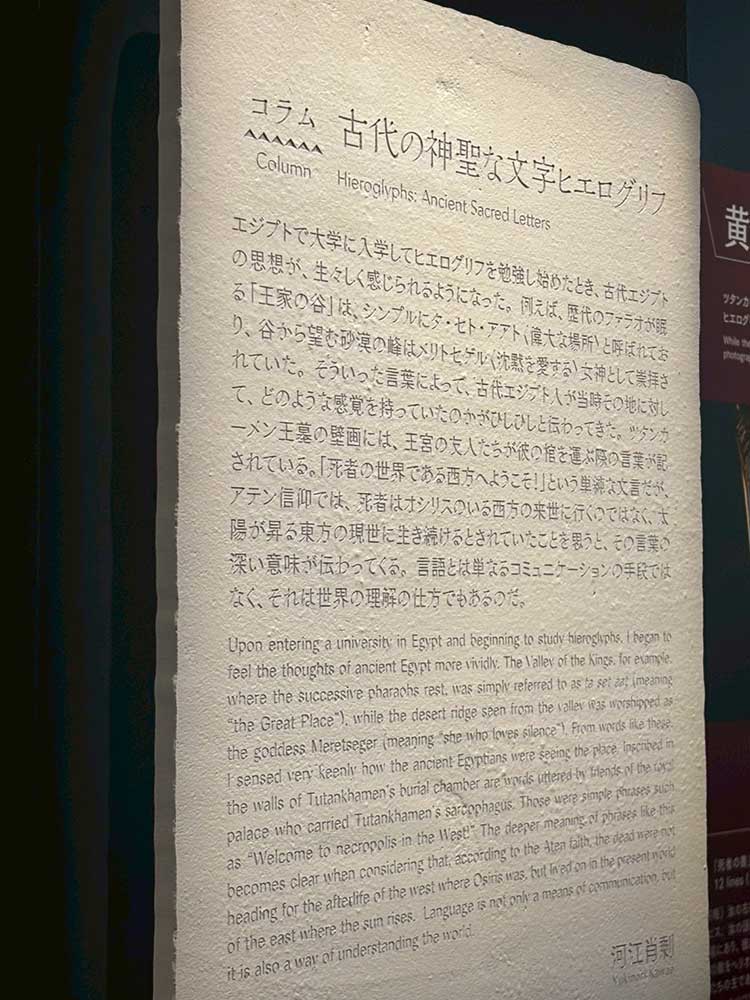 コラム
Column
古代の神聖な文字ヒエログリフ
Hieroglyphs: Ancient Sacred Letters
エジプトで大学に入学してヒエログリフを勉強し始めたとき、古代エジプト
の思想が、生々しく感じられるようになった。例えば、歴代のファラオが眠
る「王家の谷」は、シンプルにタ・セト・アアト〈偉大な場所〉と呼ばれてお
り、谷から望む砂漠の峰はメリトセゲル〈沈黙を愛する〉女神として崇拝さ
れていた。そういった言葉によって、古代エジプト人が当時その地に対し
て、どのような感覚を持っていたのかがひしひしと伝わってきた。ツタンカ
ーメン王墓の壁画には、王宮の友人たちが彼の棺を運ぶ際の言葉が記
されている。「死者の世界である西方へようこそ!」という単純な文言だが、
アテン信仰では、死者はオシリスのいる西方の来世に行くのではなく、太
陽が昇る東方の現世に生き続けるとされていたことを思うと、その言葉の
深い意味が伝わってくる。言語とは単なるコミュニケーションの手段では
なく、それは世界の理解の仕方でもあるのだ。
Upon entering a university in Egypt and beginning to study hieroglyphs, I began to
feel the thoughts of ancient Egypt more vividly. The Valley of the Kings, for example,
where the successive pharaohs rest, was simply referred to as ta set aat (meaning
"the Great Place"), while the desert ridge seen from the valley was worshipped as
the goddess Meretseger (meaning "she who loves silence"). From words like these,
I sensed very keenly how the ancient Egyptians were seeing the place. Inscribed in
the walls of Tutankhamen's burial chamber are words uttered by friends of the royal
palace who carried Tutankhamen's sarcophagus. Those were simple phrases such
as "Welcome to necropolis in the West!" The deeper meaning of phrases like this
becomes clear when considering that, according to the Aten faith, the dead were not
heading for the afterlife of the west where Osiris was, but lived on in the present world
of the east where the sun rises. Language is not only a means of communication, but
it is also a way of understanding the world.
河江肖剰
Yukinori Kawae
黄
ツタンカ
ヒエログ
While the
photograp
12 lines (